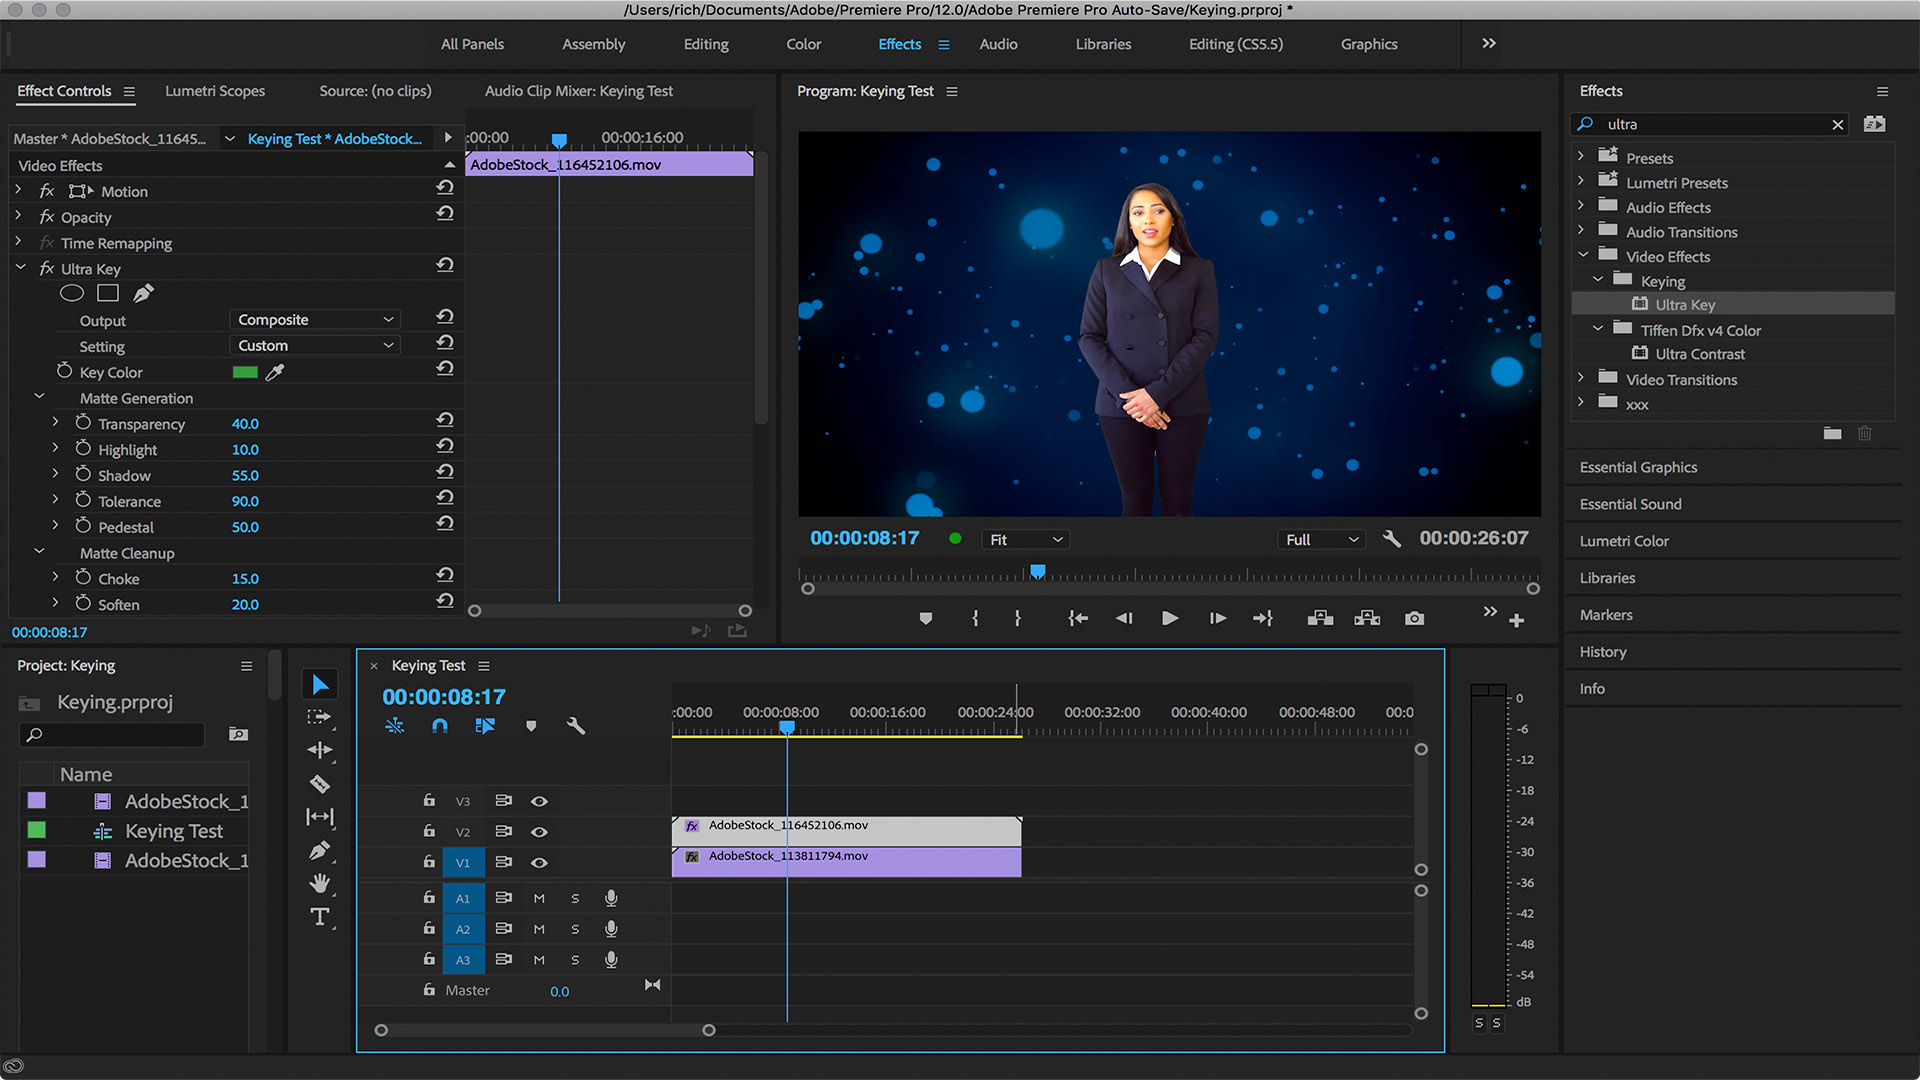 /Users/rich/Documents/Adobe/Premiere Pro/12.0/Adobe Premiere Pro Auto-Save/Keying.prproj *
All Panels Assembly Editing Color Effects Audio Libraries Editing (CS5.5) Graphics
Effect Controls Lumetri Scopes Source: (no clips) Audio Clip Mixer: Keying Test
Master * AdobeStock_11645... Keying Test * AdobeStock...
:00:00 00:00:16:00
Video Effects
AdobeStock_116452106.mov
fx Motion
fx Opacity
fx Time Remapping
fx Ultra Key
Output Composite
Setting Custom
Key Color
Matte Generation
Transparency 40.0
Highlight 10.0
Shadow 55.0
Tolerance 90.0
Pedestal 50.0
Matte Cleanup
Choke 15.0
Soften 20.0
00:00:08:17
Program: Keying Test
00:00:08:17 Fit Full 00:00:26:07
Effects
ultra
Presets
Lumetri Presets
Audio Effects
Audio Transitions
Video Effects
Keying
Ultra Key
Tiffen Dfx v4 Color
Ultra Contrast
Video Transitions
xxx
Essential Graphics
Essential Sound
Lumetri Color
Libraries
Markers
History
Info
Project: Keying
Keying.prproj
Name
AdobeStock_1
Keying Test
AdobeStock_1
T
Keying Test
00:00:08:17
:00:00 00:00:08:00 00:00:16:00 00:00:24:00 00:00:32:00 00:00:40:00 00:00:48:00 00:0
V3
V2 fx AdobeStock_116452106.mov
V1 fx AdobeStock_113811794.mov
A1 M S
A2 M S
A3 M S
Master 0.0
0
-6
-12
-18
-24
-30
-36
-42
-48
-54
dB
S S